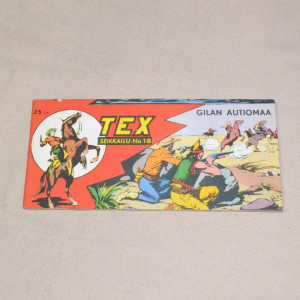 25:-
GILAN AUTIOMAA
TEX
SEIKKAILU No. 18